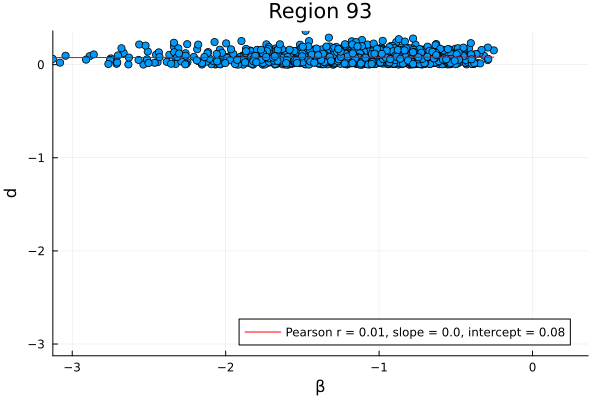 Region 93
0
−1
−2
−3
d
Pearson r = 0.01, slope = 0.0, intercept = 0.08
−3 −2 −1 0
β